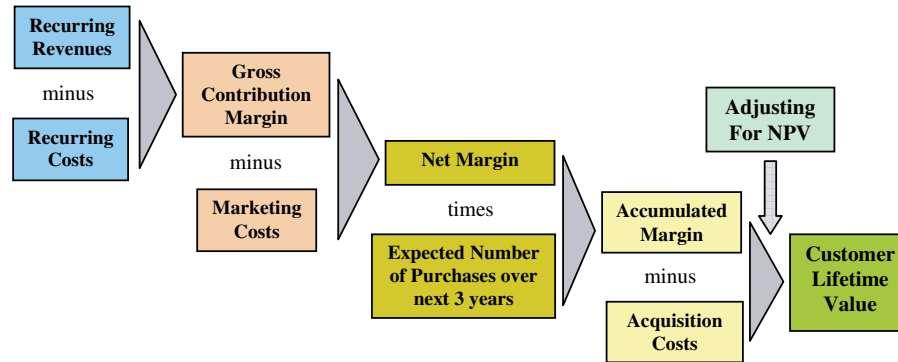 Recurring
Revenues
minus
Recurring
Costs
Gross
Contribution
Margin
minus
Marketing
Costs
Net Margin
times
Expected Number
of Purchases over
next 3 years
Accumulated
Margin
minus
Acquisition
Costs
Adjusting
For NPV
Customer
Lifetime
Value